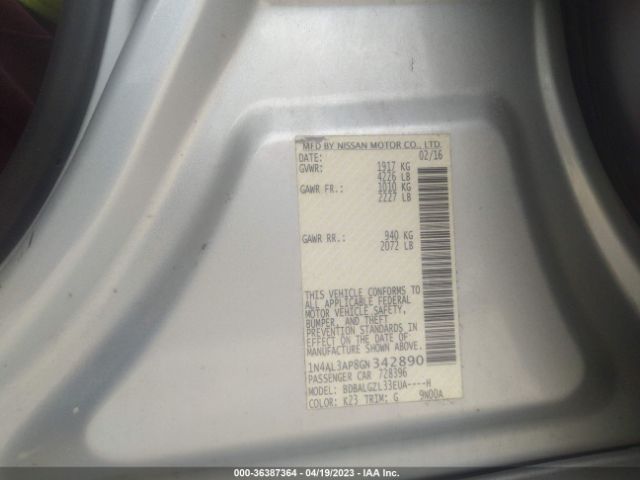 MFD BY NISSAN MOTOR CO., LTD.
DATE: 02/16
GVWR: 1917 KG
4226 LB
GAWR FR.: 1010 KG
2227 LB
GAWR RR.: 940 KG
2072 LB
THIS VEHICLE CONFORMS TO
ALL APPLICABLE FEDERAL
MOTOR VEHICLE SAFETY,
BUMPER, AND THEFT
PREVENTION STANDARDS IN
EFFECT ON THE DATE OF
MANUFACTURE SHOWN ABOVE.
1N4AL3AP8GN342890
PASSENGER CAR 728396
MODEL: BDBALGZL33EUA----H
COLOR: K23 TRIM: G 9N00A
000-36387364 / 04/19/2023 / IAA Inc.